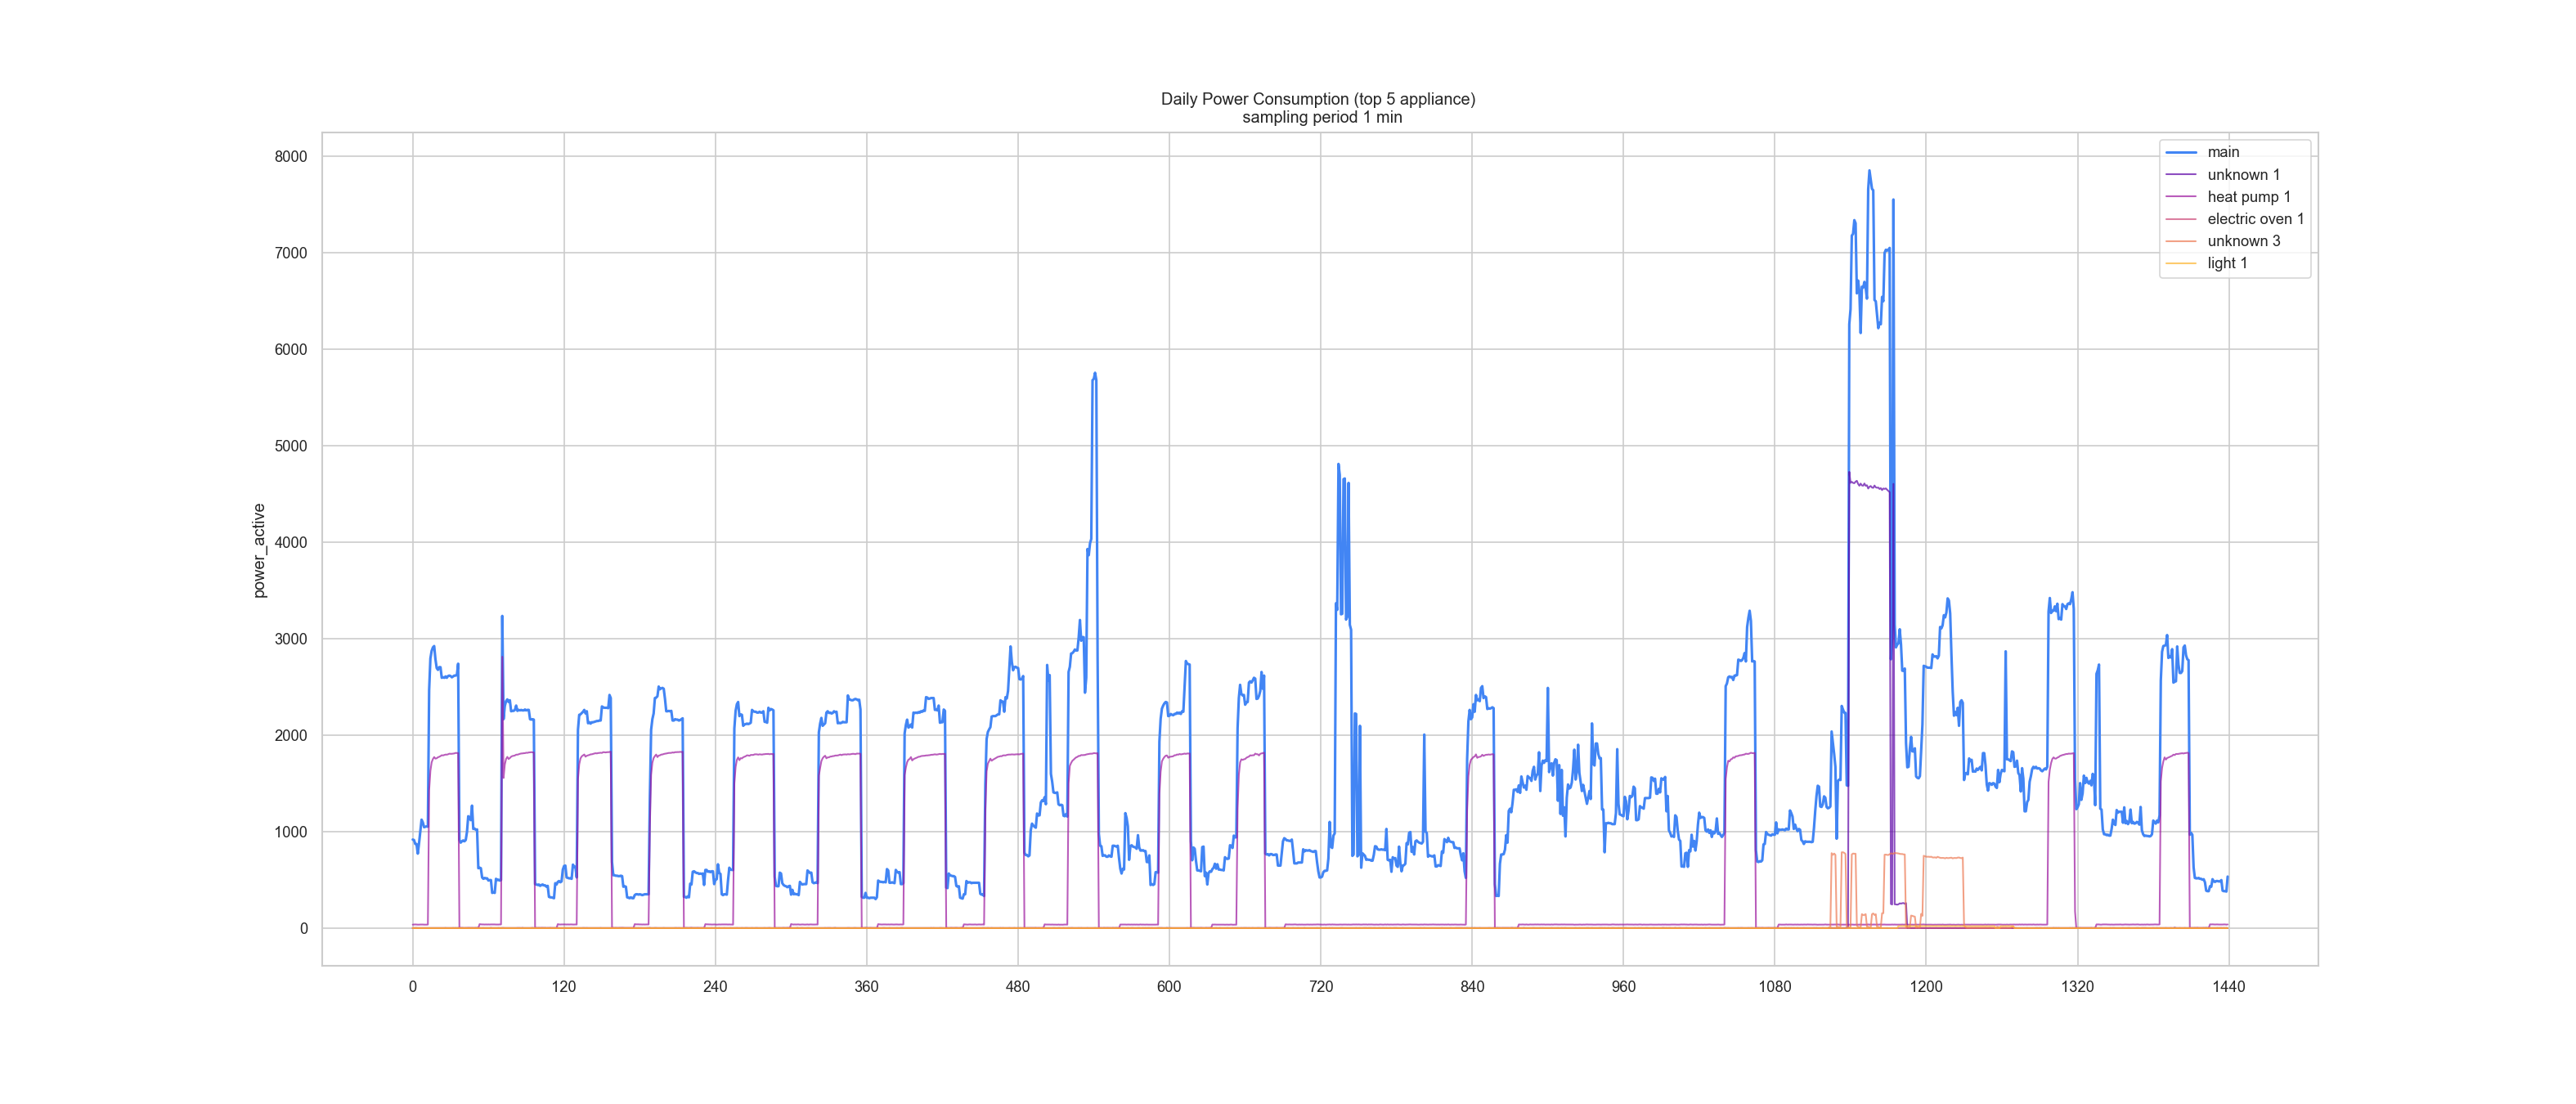 Daily Power Consumption (top 5 appliance)
sampling period 1 min
8000
7000
6000
5000
4000
3000
2000
1000
0
power_active
main
unknown 1
heat pump 1
electric oven 1
unknown 3
light 1
0 120 240 360 480 600 720 840 960 1080 1200 1320 1440